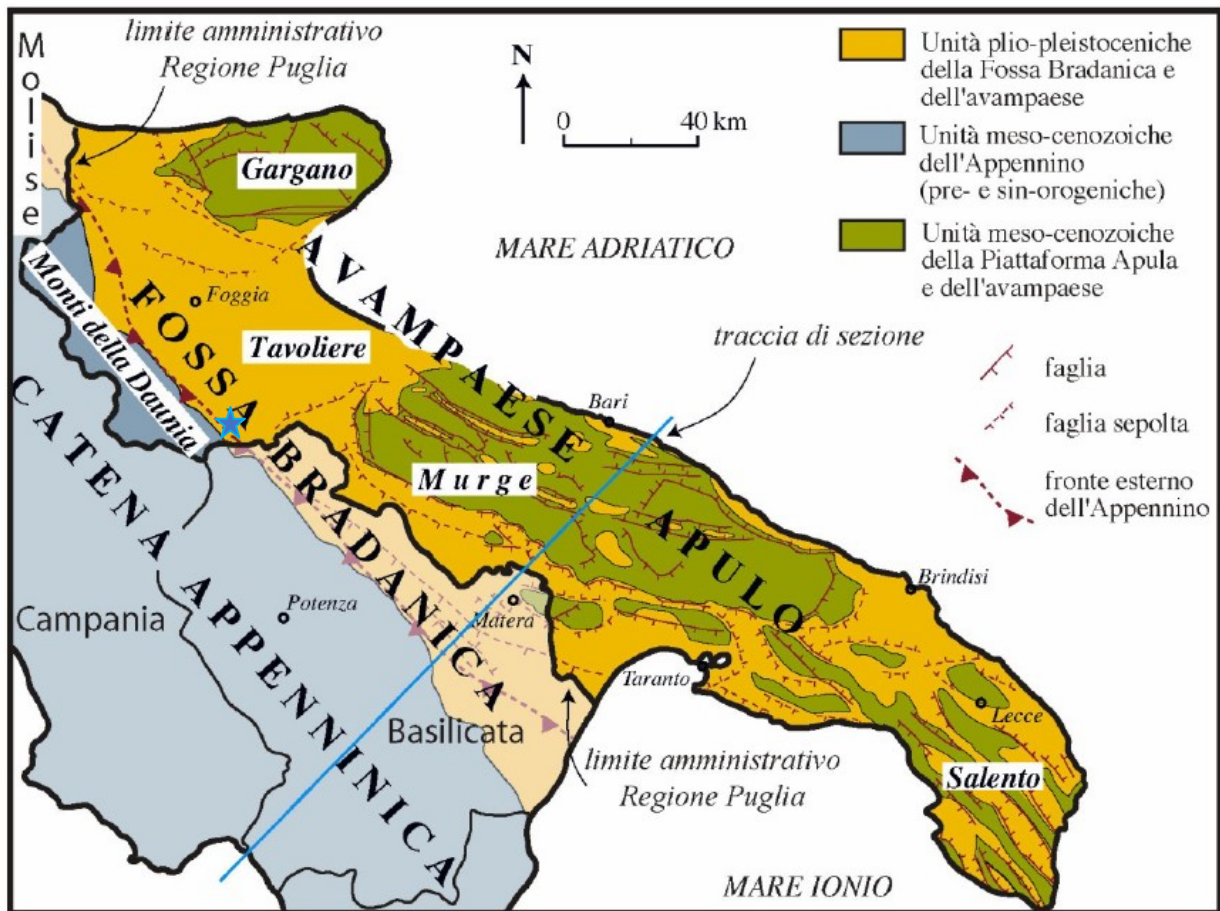 Molise
limite amministrativo
Regione Puglia
N
0 40 km
Unità plio-pleistoceniche
della Fossa Bradanica e
dell'avampaese
Unità meso-cenozoiche
dell'Appennino
(pre- e sin-orogeniche)
Unità meso-cenozoiche
della Piattaforma Apula
e dell'avampaese
Gargano
MARE ADRIATICO
Monti della Daunia
Foggia
Tavoliere
FOSSA BRADANICA
AVAMPAESE APULO
CATENA APPENNINICA
traccia di sezione
faglia
faglia sepolta
fronte esterno
dell'Appennino
Bari
Murge
Brindisi
Campania
Potenza
Matera
Taranto
Lecce
Basilicata
Salento
limite amministrativo
Regione Puglia
MARE IONIO